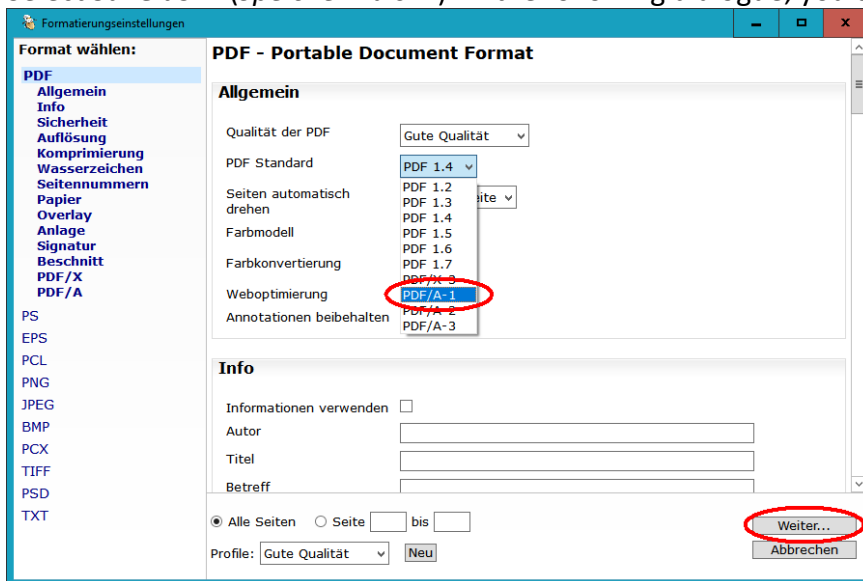 Formatierungseinstellungen
Format wählen:
PDF
Allgemein
Info
Sicherheit
Auflösung
Komprimierung
Wasserzeichen
Seitennummern
Papier
Overlay
Anlage
Signatur
Beschnitt
PDF/X
PDF/A
PS
EPS
PCL
PNG
JPEG
BMP
PCX
TIFF
PSD
TXT
PDF - Portable Document Format
Allgemein
Qualität der PDF Gute Qualität
PDF Standard PDF 1.4
PDF 1.2
PDF 1.3
PDF 1.4
PDF 1.5
PDF 1.6
PDF 1.7
PDF/X-3
PDF/A-1
PDF/A-2
PDF/A-3
Seiten automatisch
drehen
Farbmodell
Farbkonvertierung
Weboptimierung
Annotationen beibehalten
Info
Informationen verwenden
Autor
Titel
Betreff
Alle Seiten Seite bis
Profile: Gute Qualität Neu
Weiter...
Abbrechen